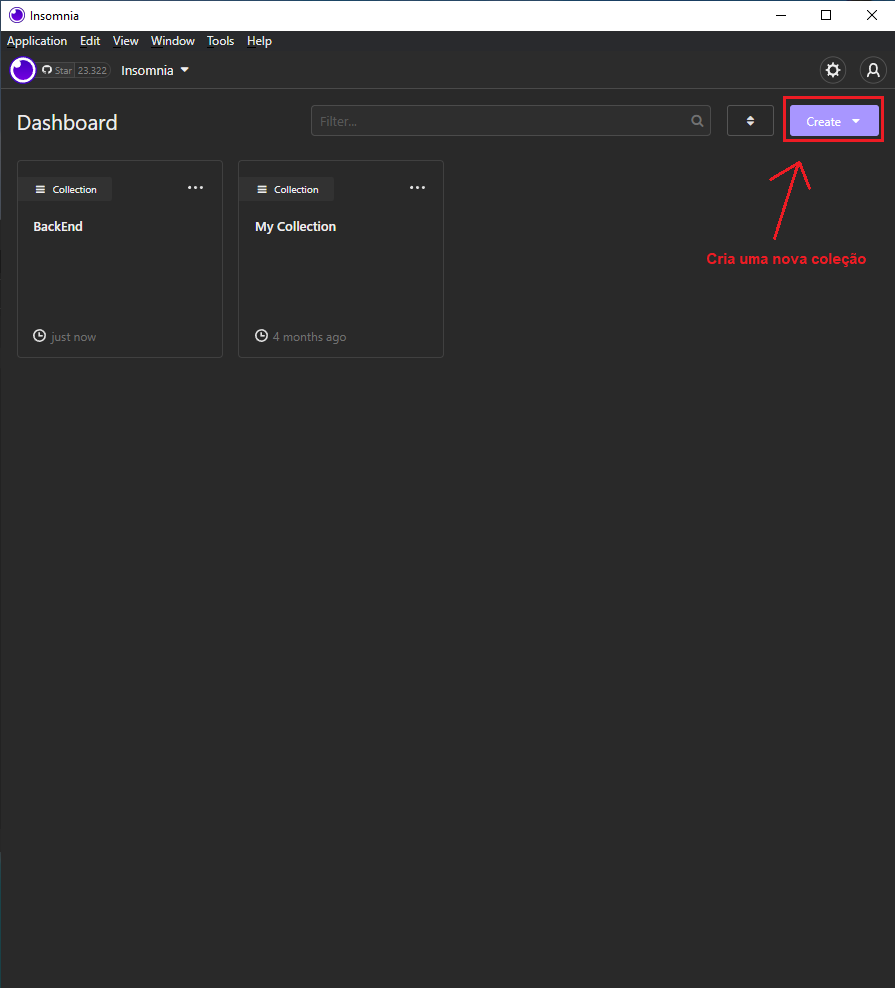 Insomnia
Application Edit View Window Tools Help
Star 23.322 Insomnia
Dashboard Filter... Create
Collection ... Collection ...
BackEnd My Collection
Cria uma nova coleção
just now 4 months ago